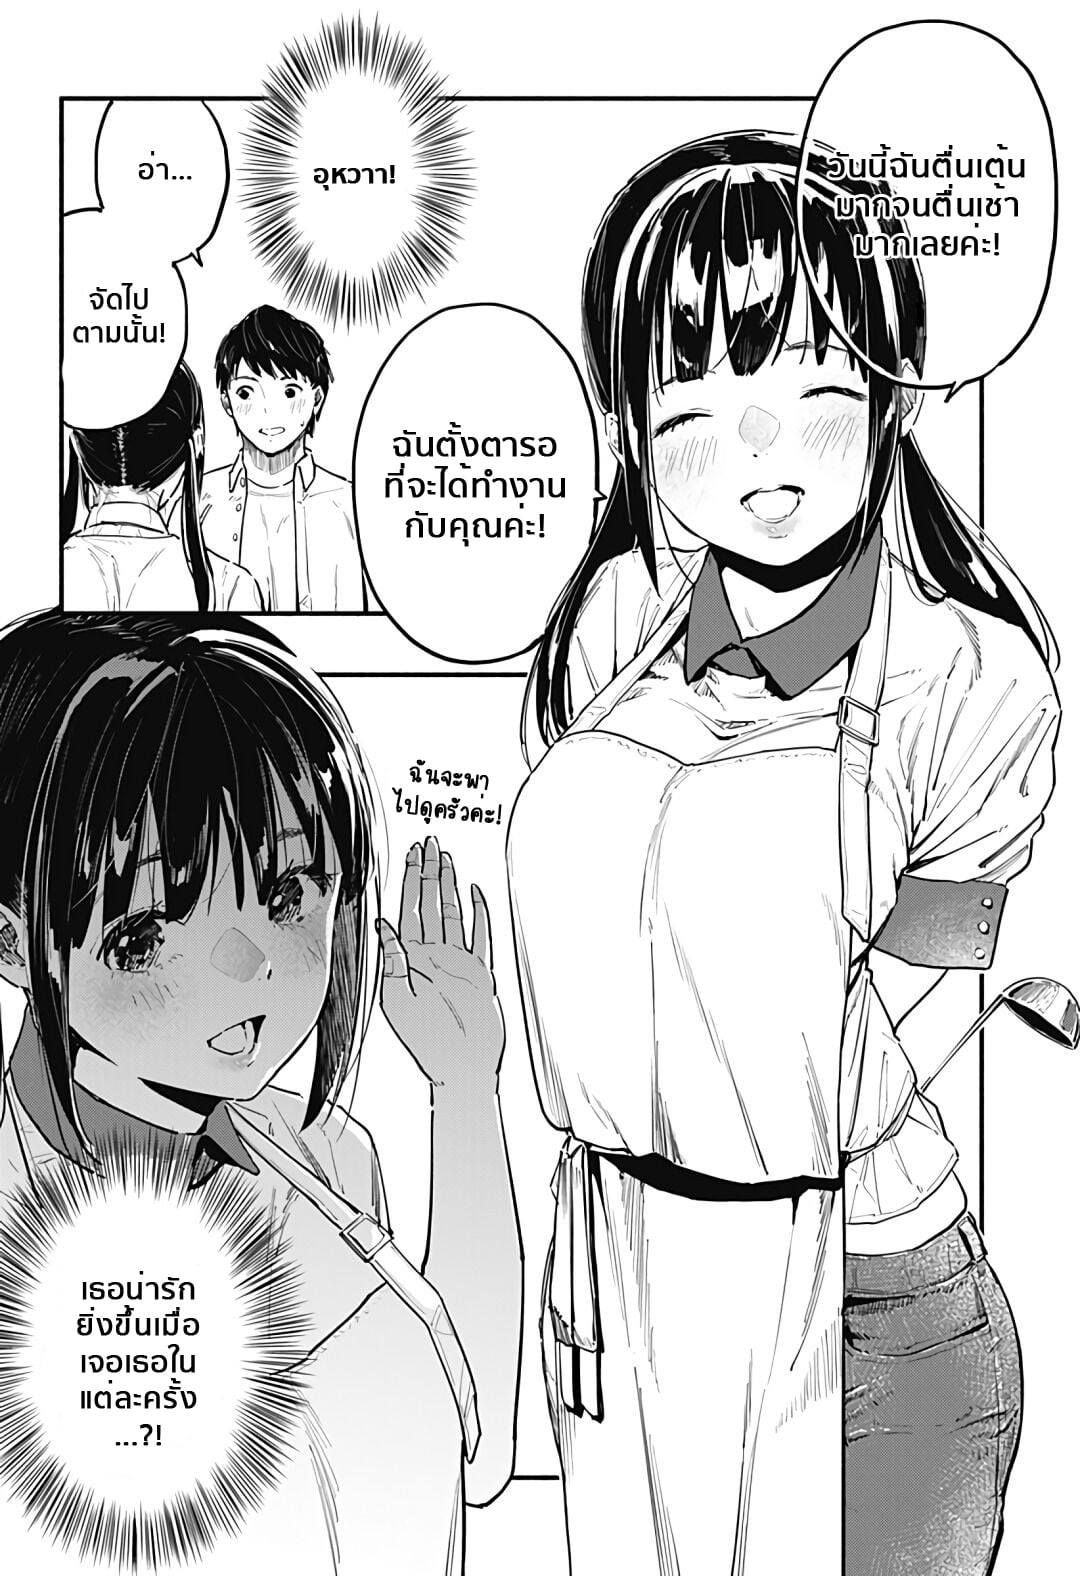 วันนี้ฉันตื่นเต้น
มากจนตื่นเช้า
มากเลยค่ะ!
ฉันตั้งตารอ
ที่จะได้ทำงาน
กับคุณค่ะ!
อุหวาา!
อ่า...
จัดไป
ตามนั้น!
ฉันจะพา
ไปดูครัวค่ะ!
เธอน่ารัก
ยิ่งขึ้นเมื่อ
เจอเธอใน
แต่ละครั้ง
...?!